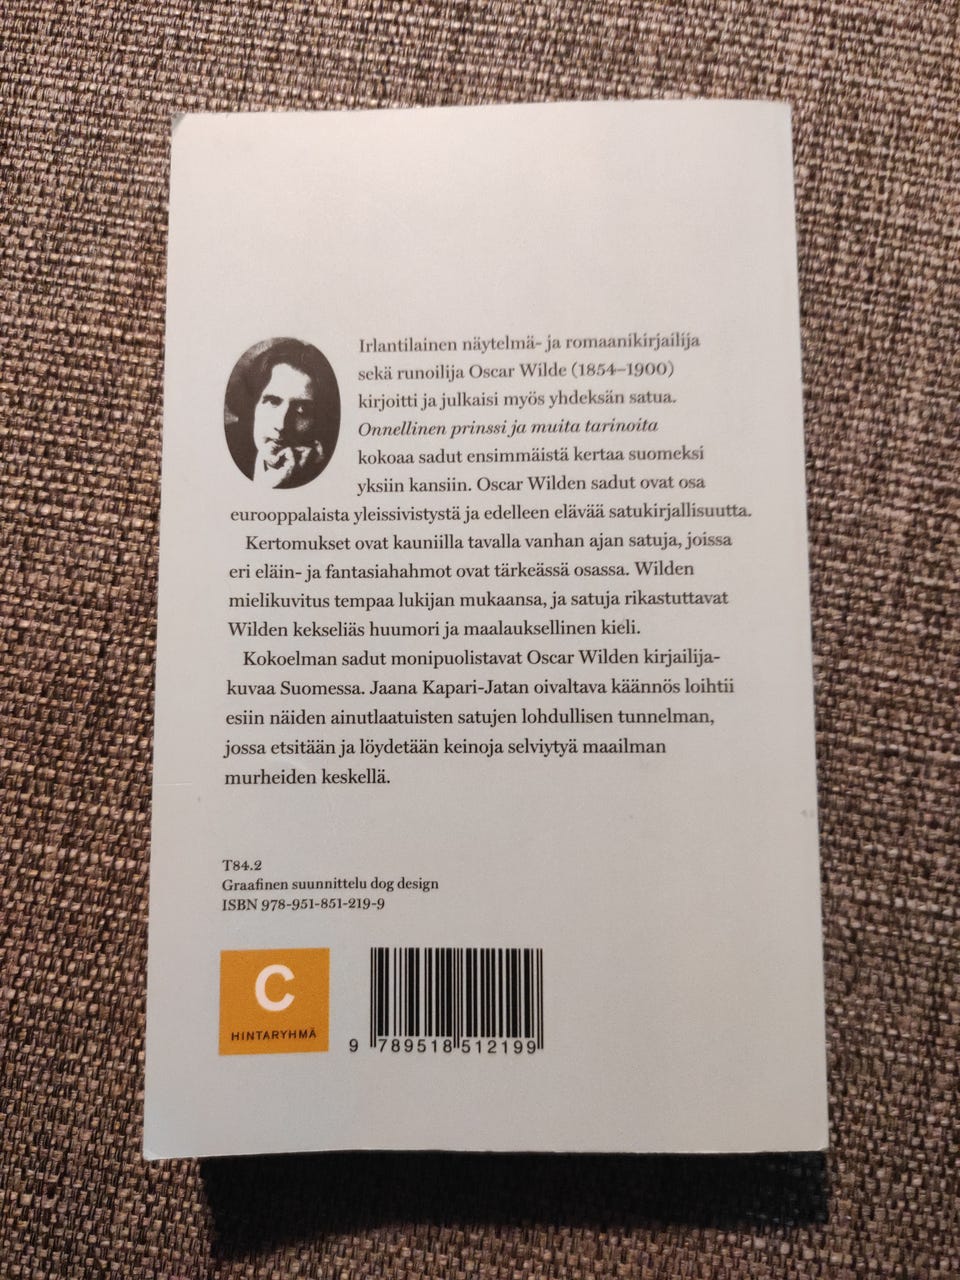 Irlantilainen näytelmä- ja romaanikirjailija
sekä runoilija Oscar Wilde (1854–1900)
kirjoitti ja julkaisi myös yhdeksän satua.
Onnellinen prinssi ja muita tarinoita
kokoaa sadut ensimmäistä kertaa suomeksi
yksiin kansiin. Oscar Wilden sadut ovat osa
eurooppalaista yleissivistystä ja edelleen elävää satukirjallisuutta.
Kertomukset ovat kauniilla tavalla vanhan ajan satuja, joissa
eri eläin- ja fantasiahahmot ovat tärkeässä osassa. Wilden
mielikuvitus tempaa lukijan mukaansa, ja satuja rikastuttavat
Wilden kekseliäs huumori ja maalauksellinen kieli.
Kokoelman sadut monipuolistavat Oscar Wilden kirjailija-
kuvaa Suomessa. Jaana Kapari-Jatan oivaltava käännös loihtii
esiin näiden ainutlaatuisten satujen lohdullisen tunnelman,
jossa etsitään ja löydetään keinoja selviytyä maailman
murheiden keskellä.
T84.2
Graafinen suunnittelu dog design
ISBN 978-951-851-219-9
C
HINTARYHMÄ
9 789518 512199